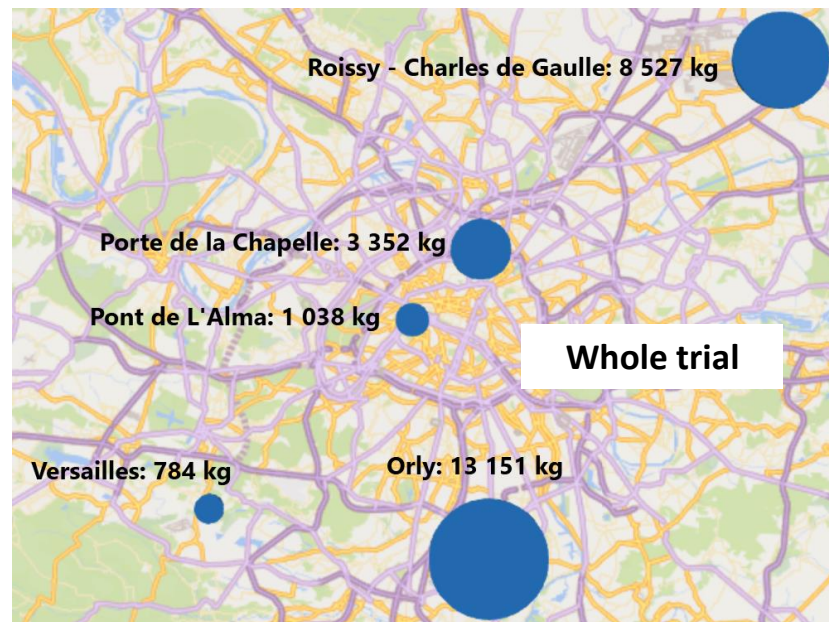 Roissy - Charles de Gaulle: 8 527 kg
Porte de la Chapelle: 3 352 kg
Pont de L'Alma: 1 038 kg
Whole trial
Versailles: 784 kg
Orly: 13 151 kg